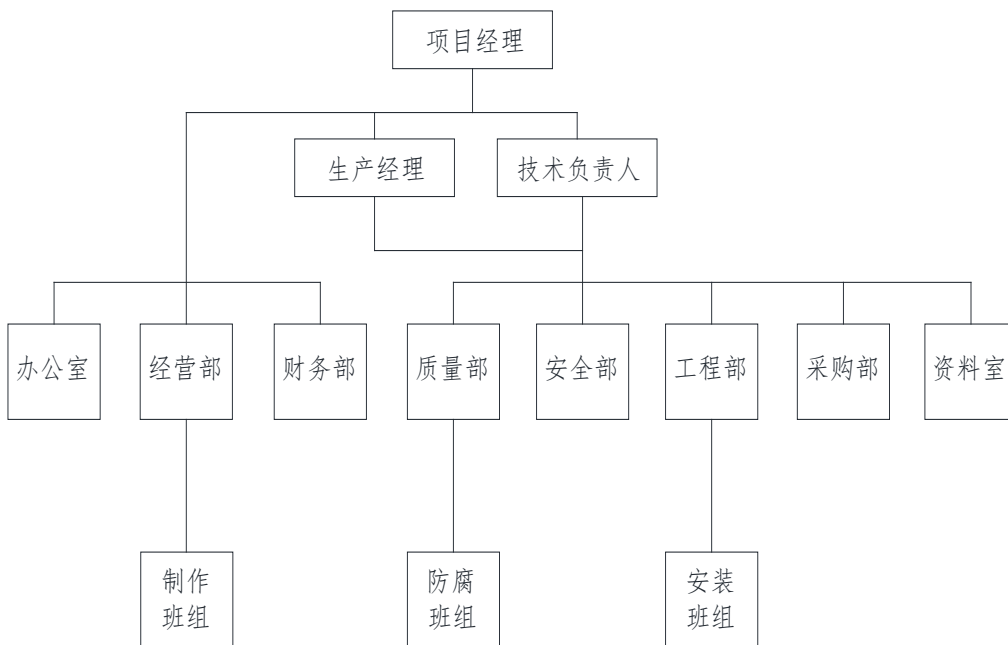 项目经理
生产经理
技术负责人
办公室
经营部
财务部
质量部
安全部
工程部
采购部
资料室
制作
班组
防腐
班组
安装
班组